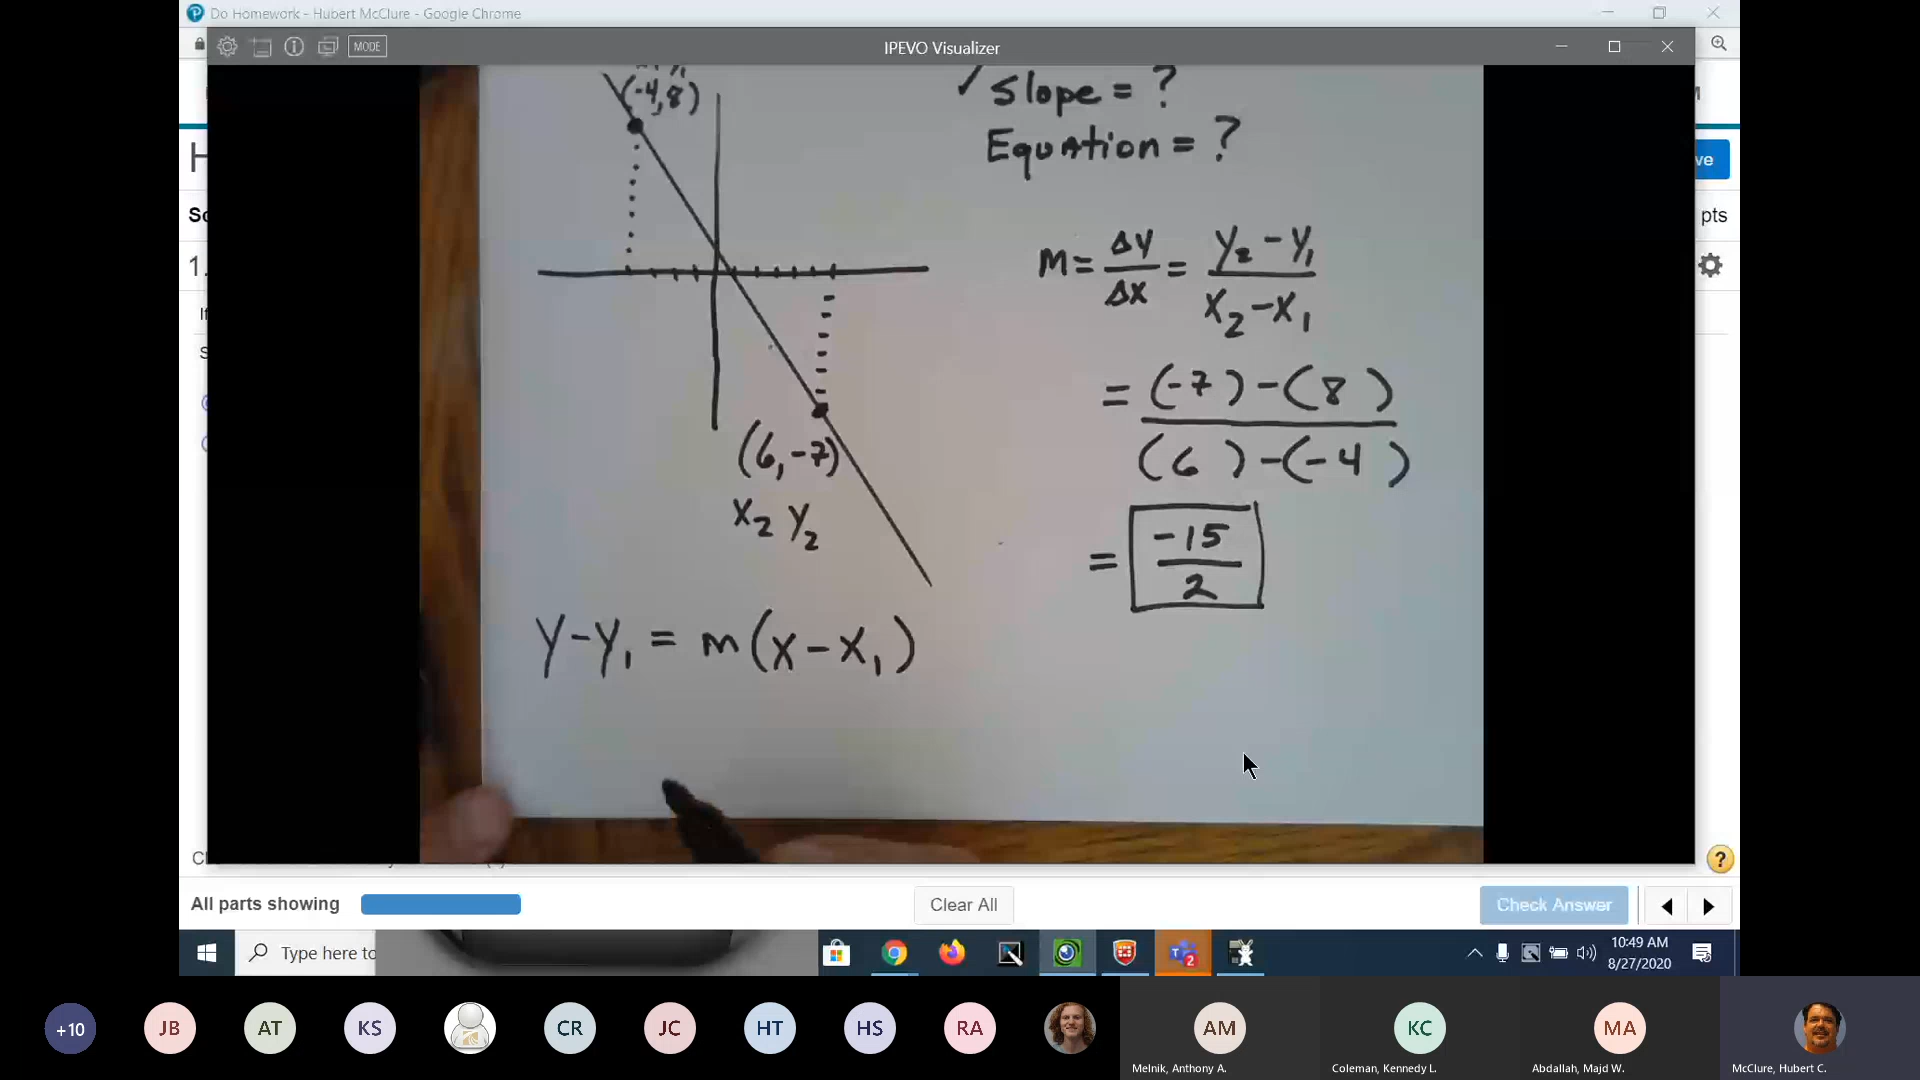 Do Homework - Hubert McClure - Google Chrome
MODE
IPEVO Visualizer
(-4,8)
✓ Slope = ?
Equation = ?
ve
pts
1.
M = ΔY/ΔX = Y₂-Y₁/X₂-X₁
= (-7)-(8)/(6)-(-4)
(6,-7)
X₂ Y₂
= -15/2
Y-Y₁ = m(X-X₁)
?
All parts showing
Clear All
Check Answer
Type here to
2
10:49 AM
8/27/2020
+10
JB
AT
KS
CR
JC
HT
HS
RA
AM
KC
MA
Melnik, Anthony A.
Coleman, Kennedy L.
Abdallah, Majd W.
McClure, Hubert C.